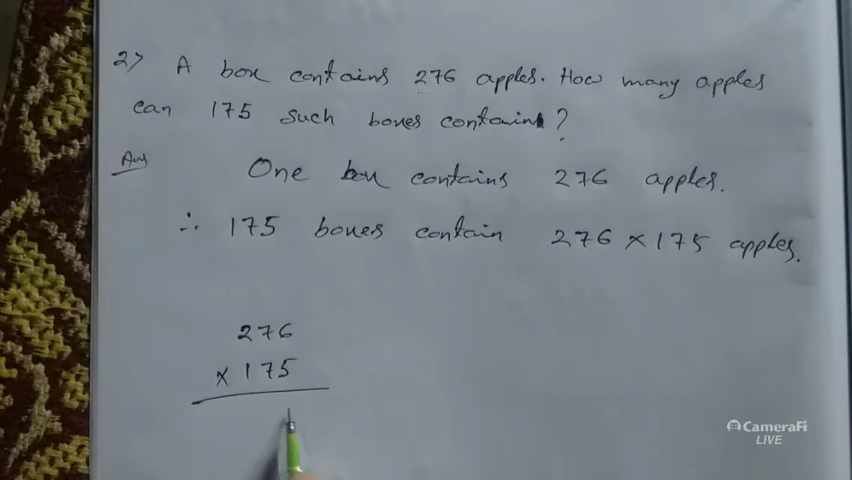 2> A box contains 276 apples. How many apples
can 175 such boxes contain?
Ans One box contains 276 apples.
∴ 175 boxes contain 276 × 175 apples.
276
× 175
CameraFi
LIVE